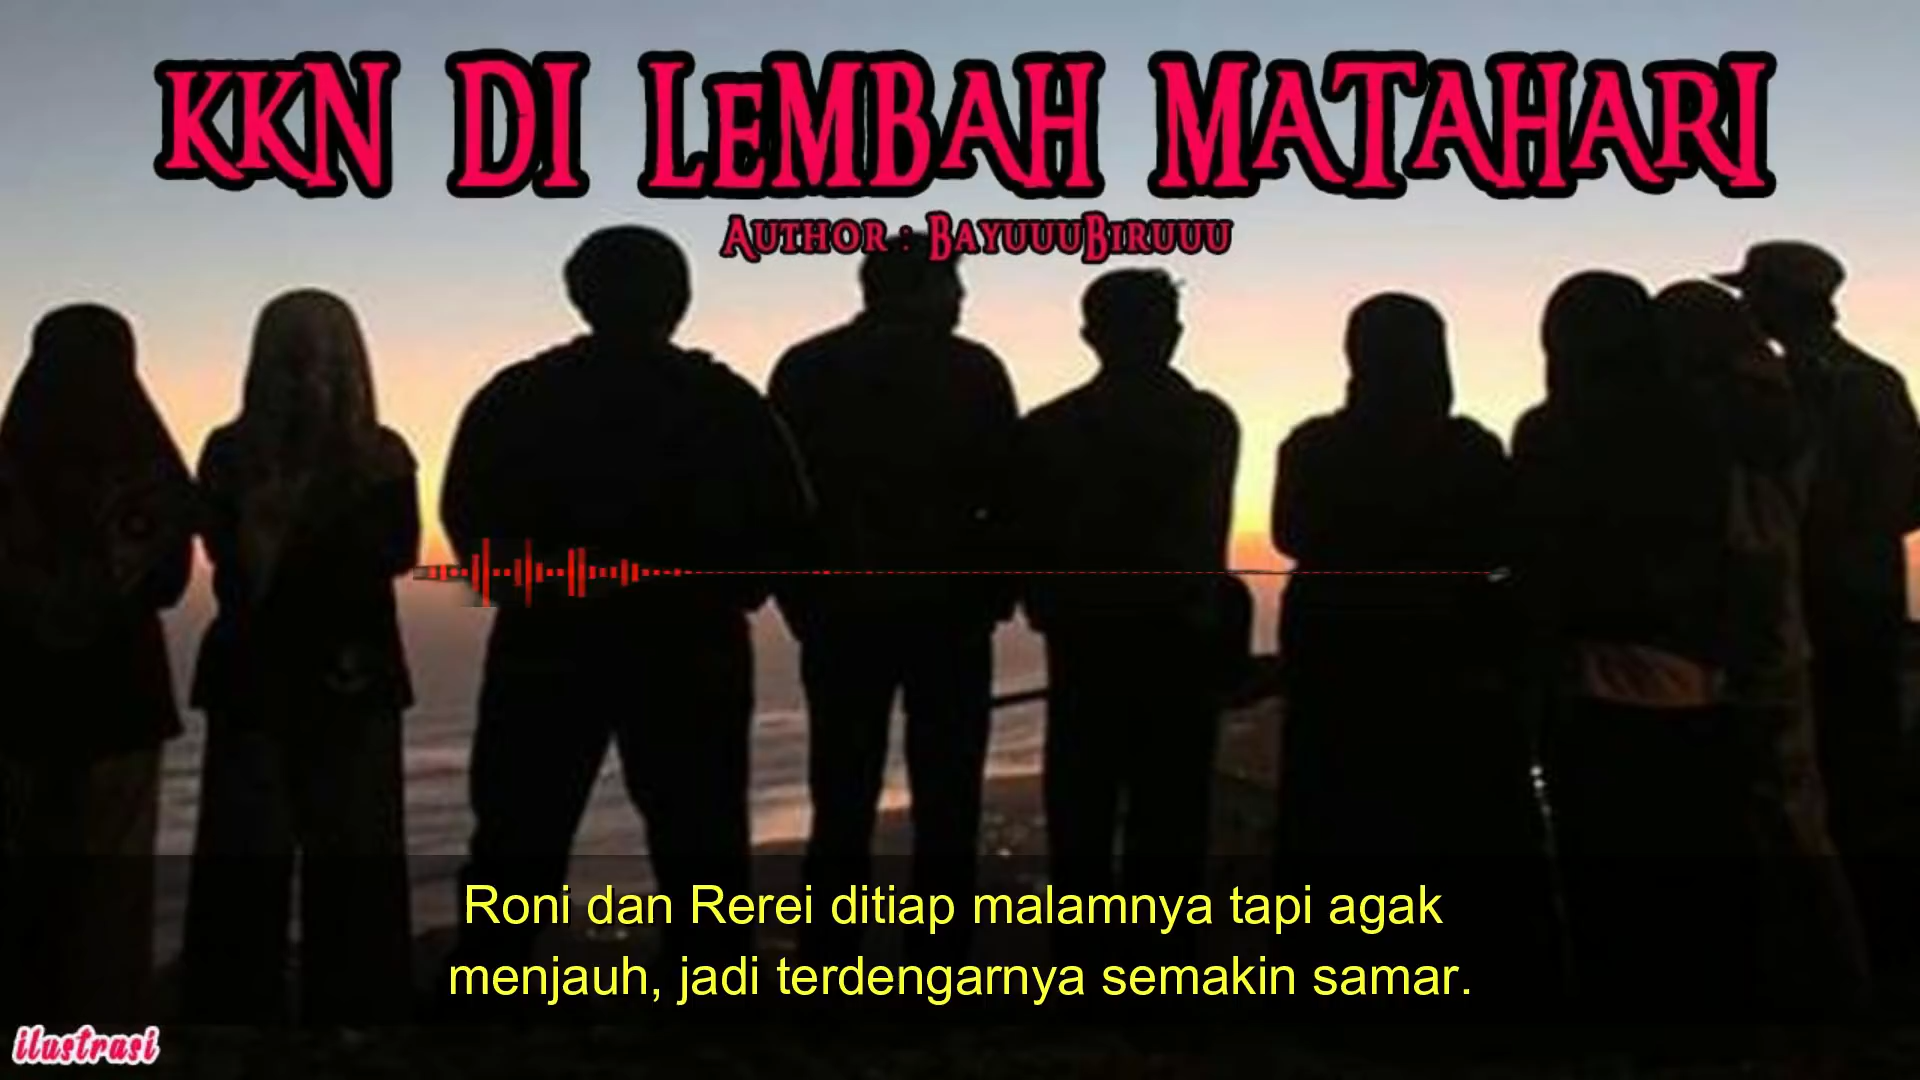 KKN DI LEMBAH MATAHARI
AUTHOR : BAYUUUBIRUUU
Roni dan Rerei ditiap malamnya tapi agak
menjauh, jadi terdengarnya semakin samar.
ilustrasi